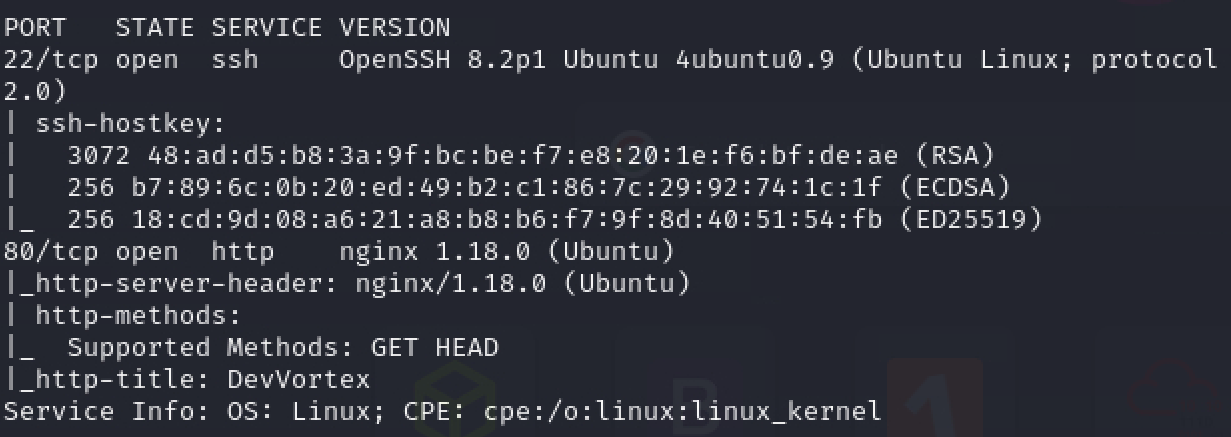 PORT   STATE SERVICE VERSION
22/tcp open  ssh     OpenSSH 8.2p1 Ubuntu 4ubuntu0.9 (Ubuntu Linux; protocol
2.0)
| ssh-hostkey:
|   3072 48:ad:d5:b8:3a:9f:bc:be:f7:e8:20:1e:f6:bf:de:ae (RSA)
|   256 b7:89:6c:0b:20:ed:49:b2:c1:86:7c:29:92:74:1c:1f (ECDSA)
|_  256 18:cd:9d:08:a6:21:a8:b8:b6:f7:9f:8d:40:51:54:fb (ED25519)
80/tcp open  http    nginx 1.18.0 (Ubuntu)
|_http-server-header: nginx/1.18.0 (Ubuntu)
| http-methods:
|_  Supported Methods: GET HEAD
|_http-title: DevVortex
Service Info: OS: Linux; CPE: cpe:/o:linux:linux_kernel